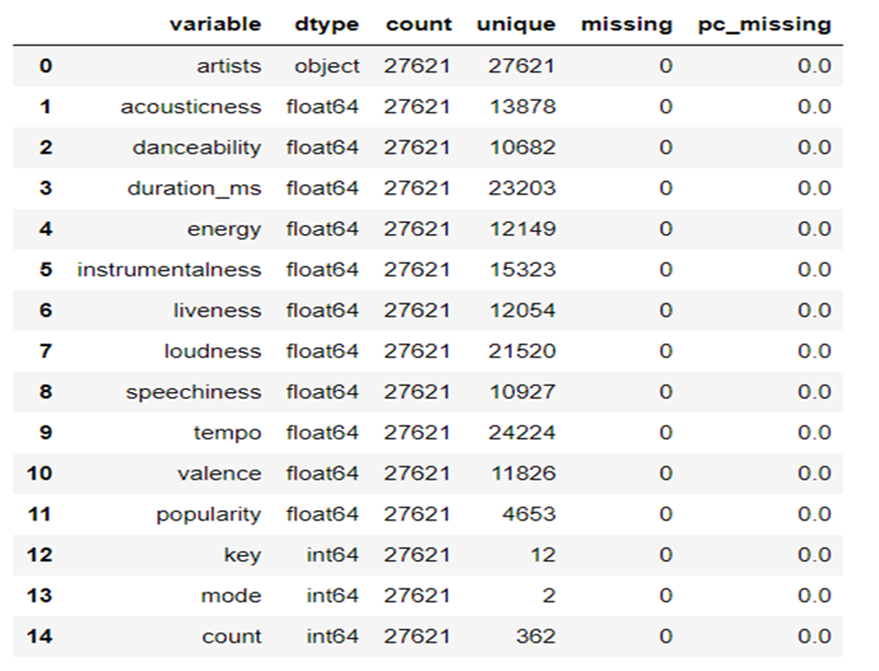 variable dtype count unique missing pc_missing
0 artists object 27621 27621 0 0.0
1 acousticness float64 27621 13878 0 0.0
2 danceability float64 27621 10682 0 0.0
3 duration_ms float64 27621 23203 0 0.0
4 energy float64 27621 12149 0 0.0
5 instrumentalness float64 27621 15323 0 0.0
6 liveness float64 27621 12054 0 0.0
7 loudness float64 27621 21520 0 0.0
8 speechiness float64 27621 10927 0 0.0
9 tempo float64 27621 24224 0 0.0
10 valence float64 27621 11826 0 0.0
11 popularity float64 27621 4653 0 0.0
12 key int64 27621 12 0 0.0
13 mode int64 27621 2 0 0.0
14 count int64 27621 362 0 0.0